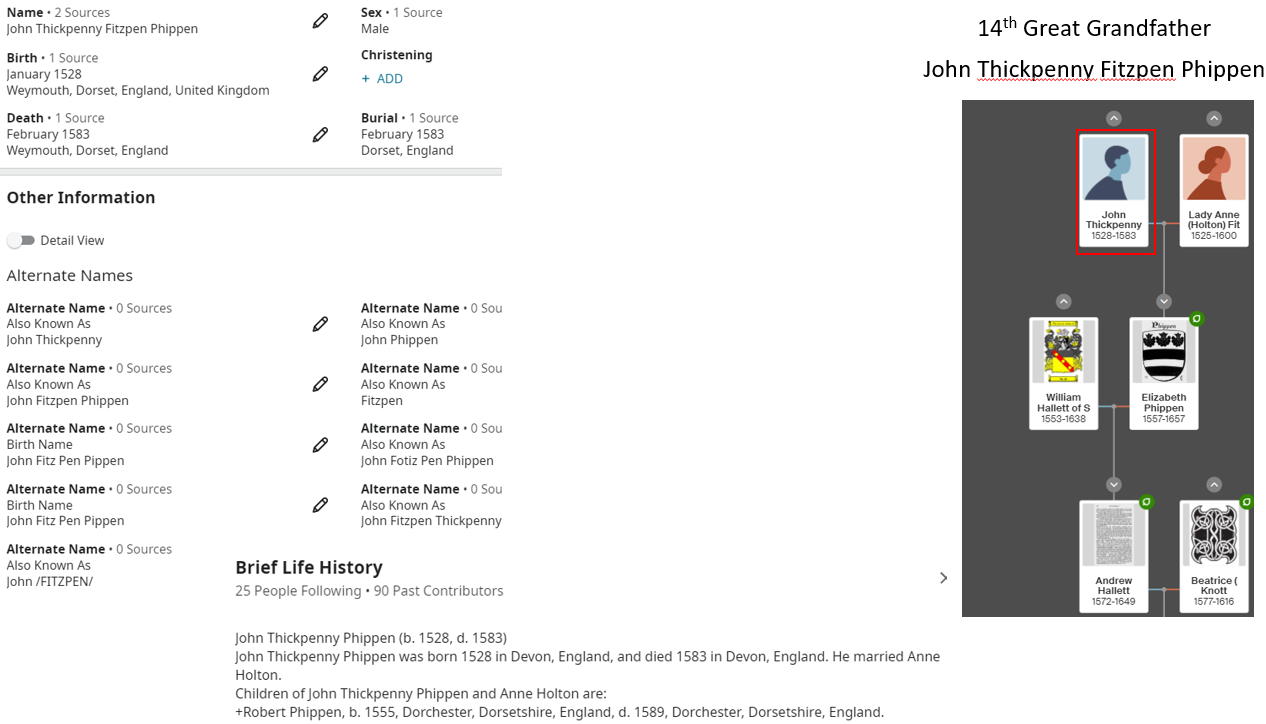 Name • 2 Sources
John Thickpenny Fitzpen Phippen
Sex • 1 Source
Male
Birth • 1 Source
January 1528
Weymouth, Dorset, England, United Kingdom
Christening
+ ADD
Death • 1 Source
February 1583
Weymouth, Dorset, England
Burial • 1 Source
February 1583
Dorset, England
Other Information
Detail View
Alternate Names
Alternate Name • 0 Sources
Also Known As
John Thickpenny
Alternate Name • 0 Sou
Also Known As
John Phippen
Alternate Name • 0 Sources
Also Known As
John Fitzpen Phippen
Alternate Name • 0 Sou
Also Known As
Fitzpen
Alternate Name • 0 Sources
Birth Name
John Fitz Pen Pippen
Alternate Name • 0 Sou
Also Known As
John Fotiz Pen Phippen
Alternate Name • 0 Sources
Birth Name
John Fitz Pen Pippen
Alternate Name • 0 Sou
Also Known As
John Fitzpen Thickpenny
Alternate Name • 0 Sources
Also Known As
John /FITZPEN/
Brief Life History
25 People Following • 90 Past Contributors
John Thickpenny Phippen (b. 1528, d. 1583)
John Thickpenny Phippen was born 1528 in Devon, England, and died 1583 in Devon, England. He married Anne
Holton.
Children of John Thickpenny Phippen and Anne Holton are:
+Robert Phippen, b. 1555, Dorchester, Dorsetshire, England, d. 1589, Dorchester, Dorsetshire, England.
14th Great Grandfather
John Thickpenny Fitzpen Phippen
John
Thickpenny
1528-1583
Lady Anne
(Holton) Fit
1525-1600
William
Hallett of S
1553-1638
Phippen
Elizabeth
Phippen
1557-1657
Andrew
Hallett
1572-1649
Beatrice (
Knott
1577-1616